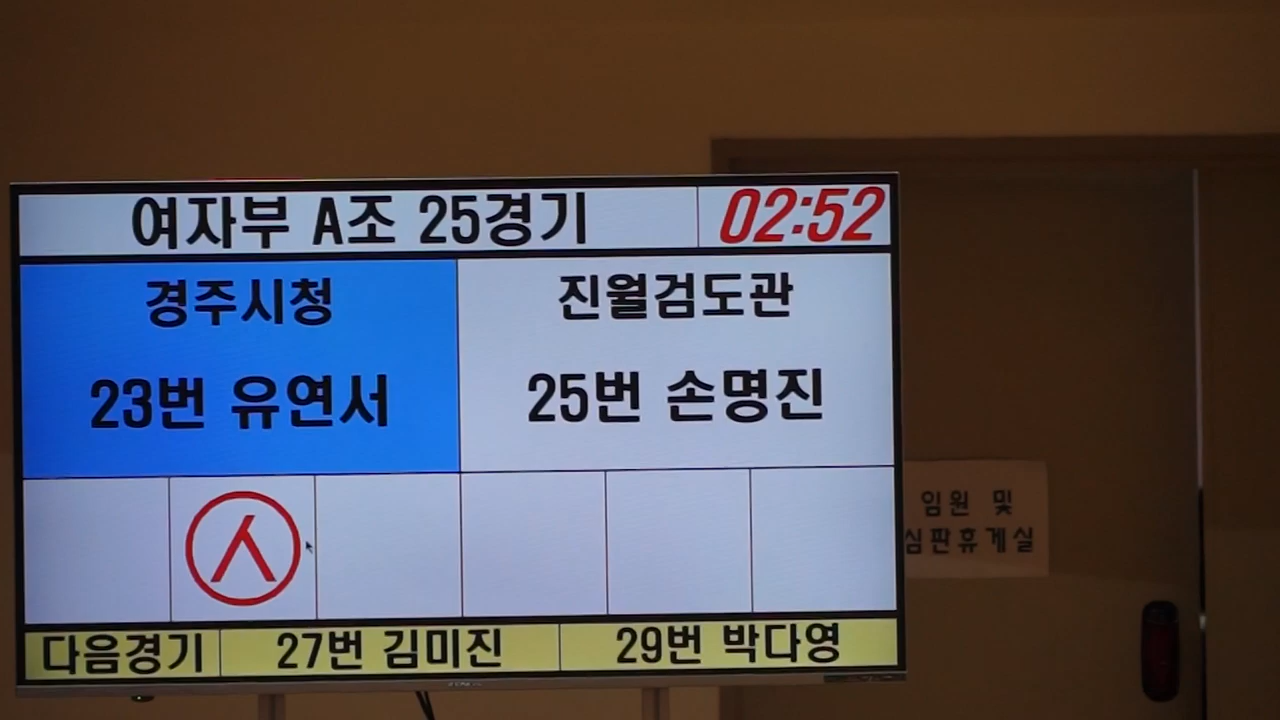 여자부 A조 25경기
02:52
경주시청
진월검도관
23번 유연서
25번 손명진
ㅅ
다음경기
27번 김미진
29번 박다영
임원 및
심판휴게실